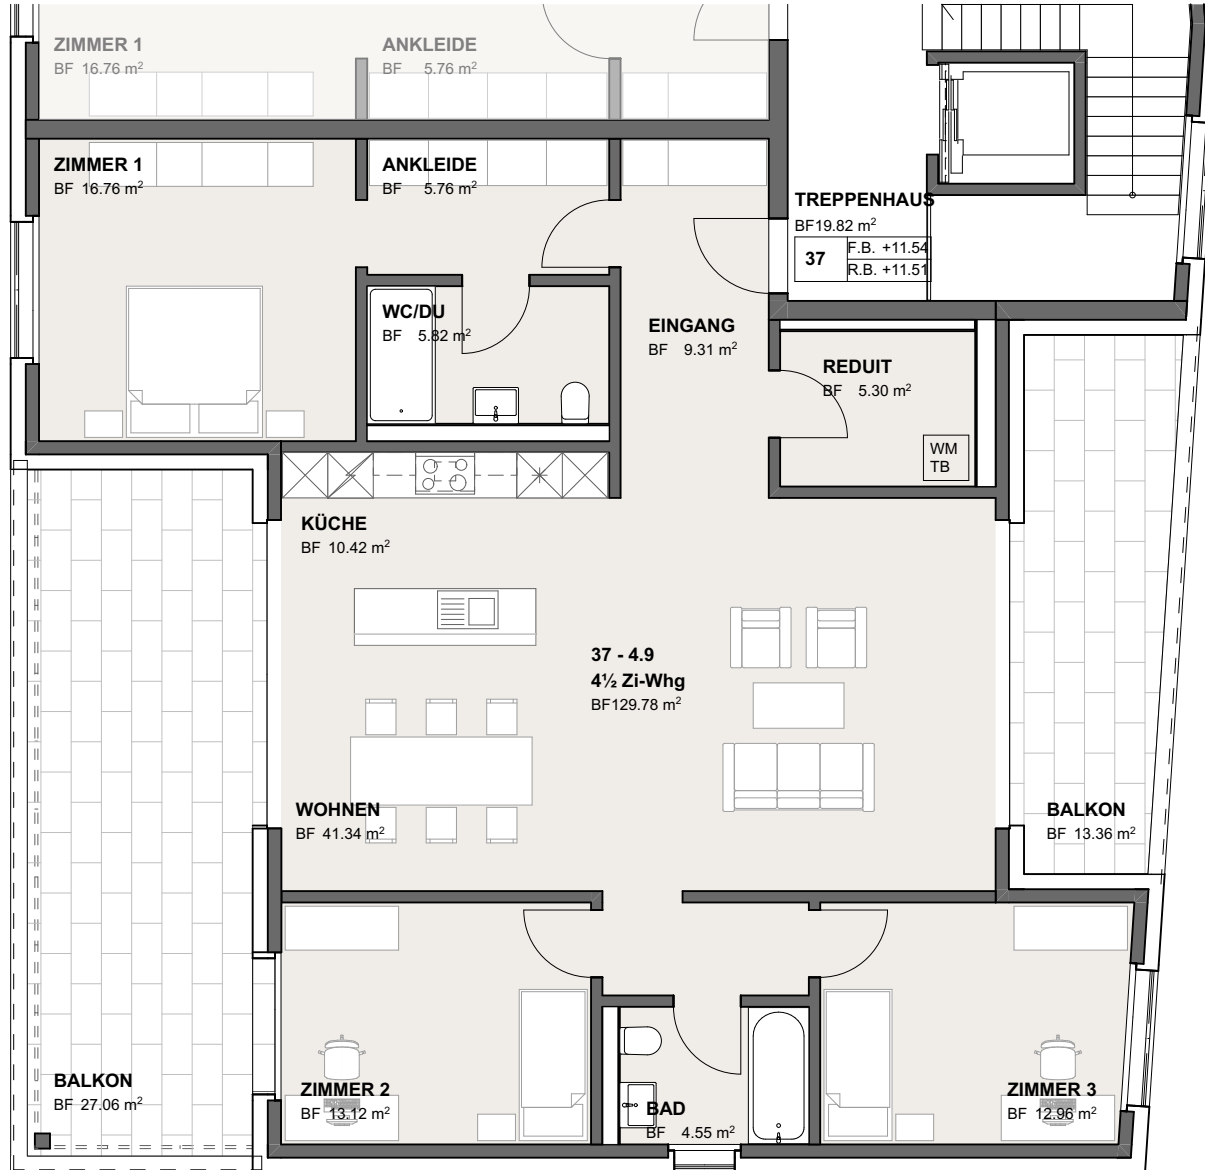 ZIMMER 1
BF 16.76 m²
ANKLEIDE
BF 5.76 m²
ZIMMER 1
BF 16.76 m²
ANKLEIDE
BF 5.76 m²
TREPPENHAUS
BF19.82 m²
37
F.B. +11.54
R.B. +11.51
WC/DU
BF 5.82 m²
EINGANG
BF 9.31 m²
REDUIT
BF 5.30 m²
WM
TB
KÜCHE
BF 10.42 m²
37 - 4.9
4½ Zi-Whg
BF129.78 m²
WOHNEN
BF 41.34 m²
BALKON
BF 13.36 m²
BALKON
BF 27.06 m²
ZIMMER 2
BF 13.12 m²
BAD
BF 4.55 m²
ZIMMER 3
BF 12.96 m²